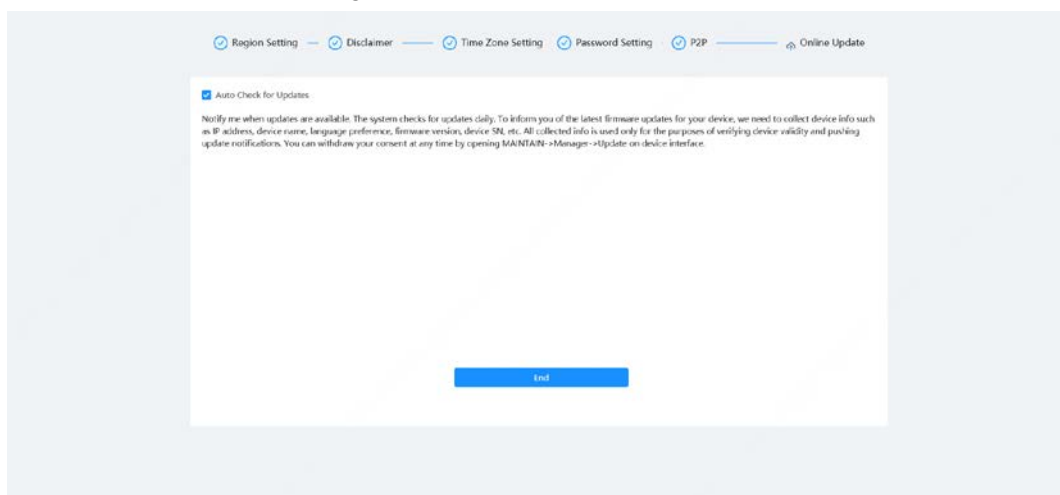 Region Setting Disclaimer Time Zone Setting Password Setting P2P Online Update
Auto Check for Updates
Notify me when updates are available. The system checks for updates daily. To inform you of the latest firmware updates for your device, we need to collect device info such
as IP address, device name, language preference, firmware version, device SN, etc. All collected info is used only for the purposes of verifying device validity and pushing
update notifications. You can withdraw your consent at any time by opening MAINTAIN->Manager->Update on device interface.
End